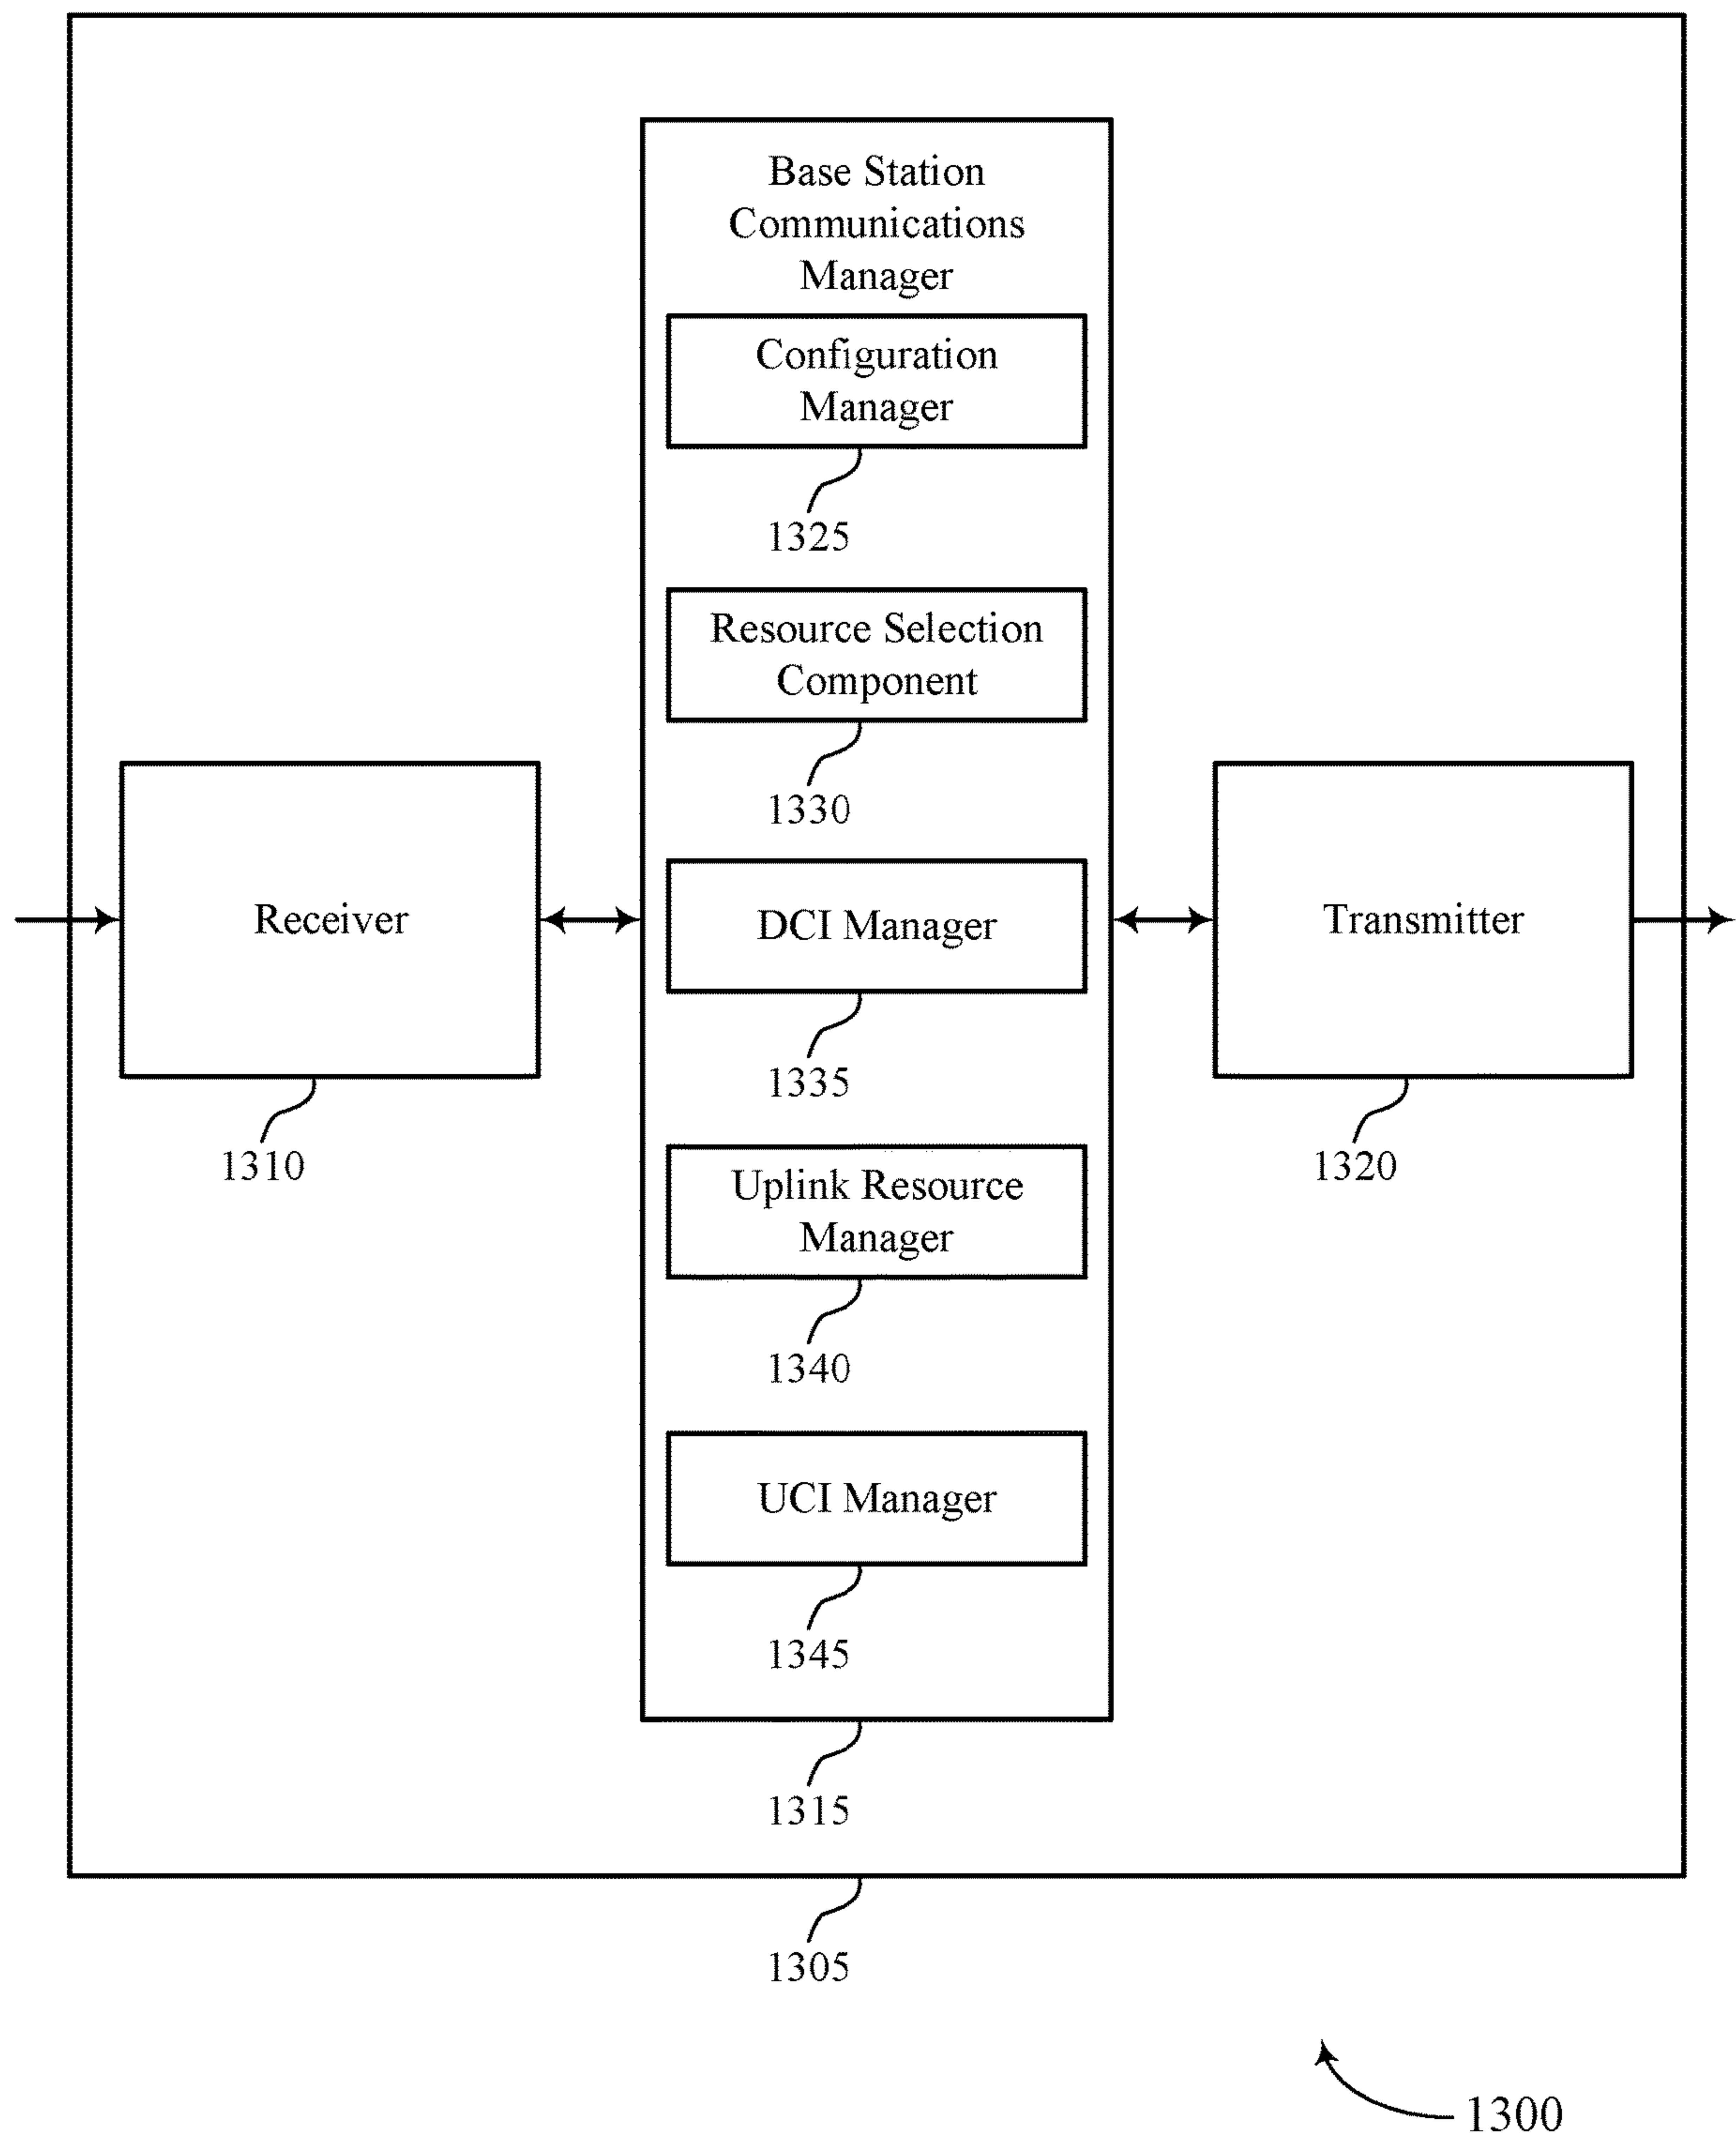 Base Station
Communications
Manager
Configuration
Manager
1325
Resource Selection
Component
1330
Receiver
1310
DCI Manager
1335
Transmitter
1320
Uplink Resource
Manager
1340
UCI Manager
1345
1315
1305
1300